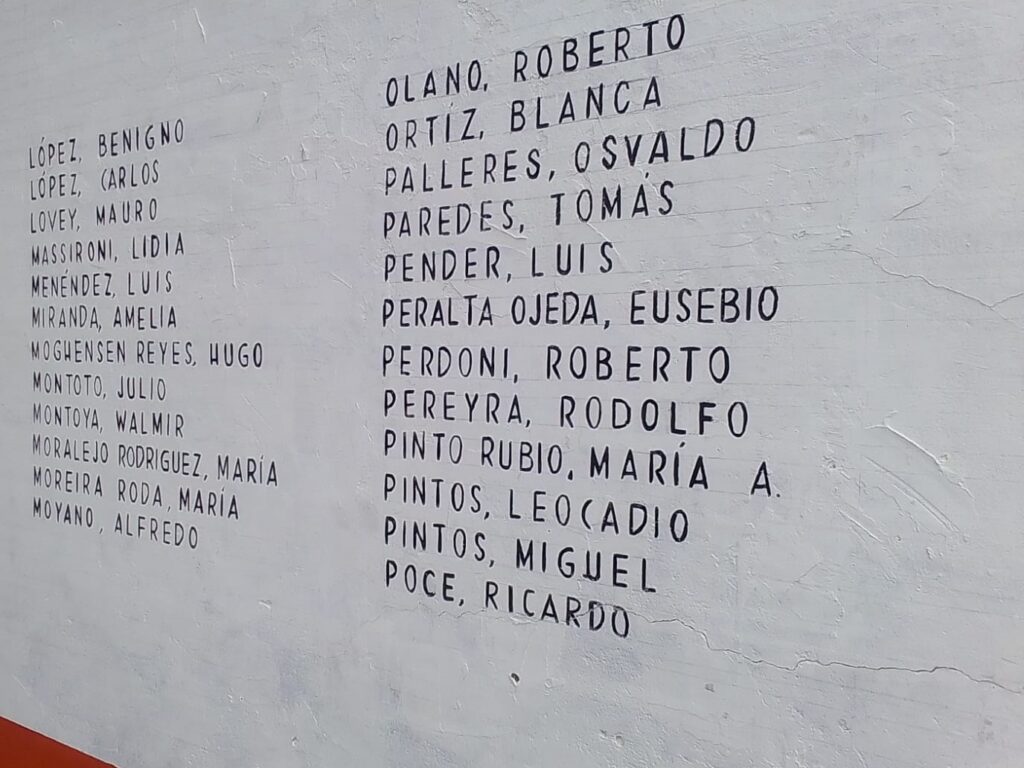 LÓPEZ, BENIGNO
LÓPEZ, CARLOS
LOVEY, MAURO
MASSIRONI, LIDIA
MENÉNDEZ, LUIS
MIRANDA, AMELIA
MOGHENSEN REYES, HUGO
MONTOTO, JULIO
MONTOYA, WALMIR
MORALEJO RODRIGUEZ, MARÍA
MOREIRA RODA, MARÍA
MOYANO, ALFREDO
OLANO, ROBERTO
ORTÍZ, BLANCA
PALLERES, OSVALDO
PAREDES, TOMÁS
PENDER, LUIS
PERALTA OJEDA, EUSEBIO
PERDONI, ROBERTO
PEREYRA, RODOLFO
PINTO RUBIO, MARÍA A.
PINTOS, LEOCADIO
PINTOS, MIGUEL
POCE, RICARDO